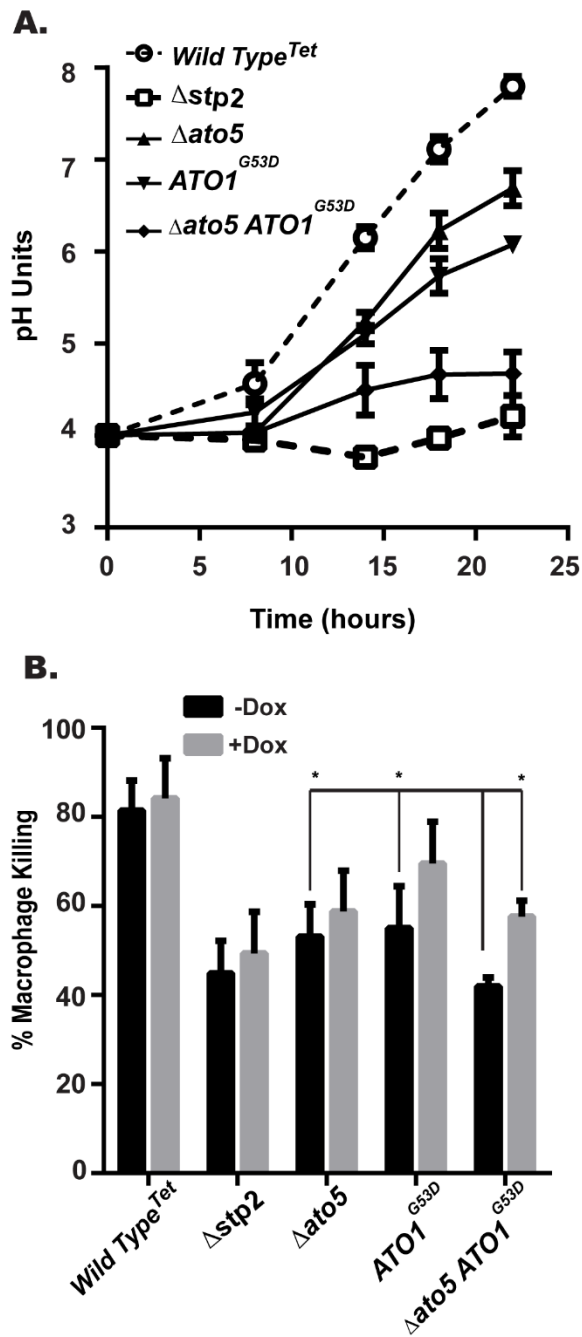 A.
Wild Type^Tet
Δstp2
Δato5
ATO1^G53D
Δato5 ATO1^G53D
8
7
6
5
4
3
pH Units
0 5 10 15 20 25
Time (hours)
B.
-Dox
+Dox
100
80
60
40
20
0
% Macrophage Killing
* * *
Wild Type^Tet
Δstp2
Δato5
ATO1^G53D
Δato5 ATO1^G53D